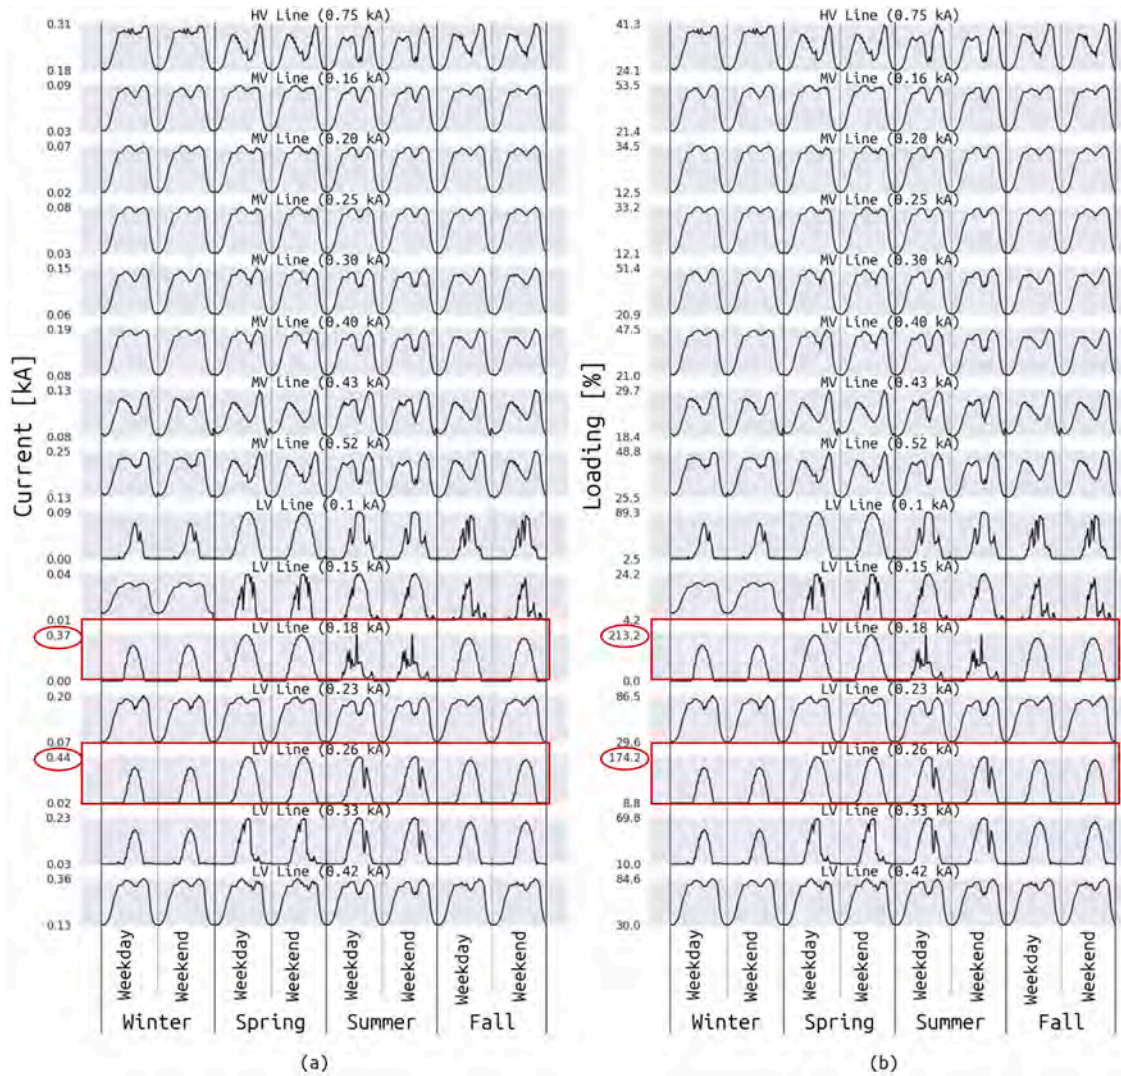 HV Line (0.75 kA)
0.31
0.18
MV Line (0.16 kA)
0.09
0.03
MV Line (0.20 kA)
0.07
0.02
MV Line (0.25 kA)
0.08
0.03
MV Line (0.30 kA)
0.15
0.06
MV Line (0.40 kA)
0.19
0.08
MV Line (0.43 kA)
0.13
0.08
MV Line (0.52 kA)
0.25
0.13
LV Line (0.1 kA)
0.09
0.00
LV Line (0.15 kA)
0.04
0.01
LV Line (0.18 kA)
0.37
0.00
LV Line (0.23 kA)
0.20
0.07
LV Line (0.26 kA)
0.44
0.02
LV Line (0.33 kA)
0.23
0.03
LV Line (0.42 kA)
0.36
0.13
Current [kA]
Weekday
Weekend
Weekday
Weekend
Weekday
Weekend
Weekday
Weekend
Winter Spring Summer Fall
(a)
HV Line (0.75 kA)
41.3
24.1
MV Line (0.16 kA)
53.5
21.4
MV Line (0.20 kA)
34.5
12.5
MV Line (0.25 kA)
33.2
12.1
MV Line (0.30 kA)
51.4
20.9
MV Line (0.40 kA)
47.5
21.0
MV Line (0.43 kA)
29.7
18.4
MV Line (0.52 kA)
48.8
25.5
LV Line (0.1 kA)
89.3
2.5
LV Line (0.15 kA)
24.2
4.2
LV Line (0.18 kA)
213.2
0.0
LV Line (0.23 kA)
86.5
29.6
LV Line (0.26 kA)
174.2
8.8
LV Line (0.33 kA)
69.8
10.0
LV Line (0.42 kA)
84.6
30.0
Loading [%]
Weekday
Weekend
Weekday
Weekend
Weekday
Weekend
Weekday
Weekend
Winter Spring Summer Fall
(b)